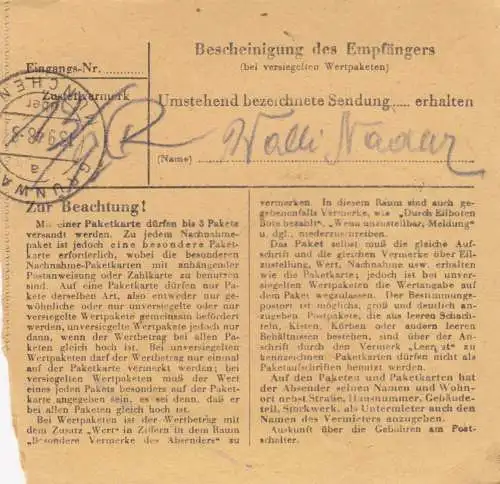 Bescheinigung des Empfängers
(bei versiegelten Wertpaketen)
Eingangs-Nr.
Zustellvermerk
Umstehend bezeichnete Sendung..... erhalten
Walli Nader
(Name)
MÜNCHEN
über
a
GRÜNWALD
Zur Beachtung!
Mit einer Paketkarte dürfen bis 3 Pakete
versandt werden. Zu jedem Nachnahme-
paket ist jedoch eine besondere Paket-
karte erforderlich, wobei die besonderen
Nachnahme-Paketkarten mit anhängender
Postanweisung oder Zahlkarte zu benutzen
sind. Auf eine Paketkarte dürfen nur Pa-
kete derselben Art, also entweder nur ge-
wöhnliche oder nur unversiegelte oder nur
versiegelte Wertpakete gemeinsam befördert
werden, unversiegelte Wertpakete jedoch nur
dann, wenn der Wertbetrag bei allen Pa-
keten gleich hoch ist. Bei unversiegelten
Wertpaketen darf der Wertbetrag nur einmal
auf der Paketkarte vermerkt werden; bei
versiegelten Wertpaketen muß der Wert
eines jeden Pakets besonders auf der Paket-
karte angegeben sein, es sei denn, daß er
bei allen Paketen gleich hoch ist.
Bei Wertpaketen ist der Wertbetrag mit
dem Zusatz „Wert" in Ziffern in dem Raum
„Besondere Vermerke des Absenders" zu
vermerken. In diesem Raum sind auch ge-
gebenenfalls Vermerke, wie „Durch Eilboten
Bote bezahlt", „Wenn unzustellbar, Meldung"
u. dgl., niederzuschreiben.
Das Paket selbst muß die gleiche Auf-
schrift und die gleichen Vermerke über Eil-
zustellung, Wert, Nachnahme usw. erhalten
wie die Paketkarte; jedoch ist bei unver-
siegelten Wertpaketen die Wertangabe auf
dem Paket wegzulassen. Der Bestimmungs-
postort ist möglichst groß und deutlich an-
zugeben. Postpakete, die aus leeren Schach-
teln, Kisten, Körben oder andern leeren
Behältnissen bestehen, sind über der An-
schrift durch den Vermerk „Leer, zt" zu
kennzeichnen. Paketkarten dürfen nicht als
Paketaufschriften benutzt werden.
Auf den Paketen und Paketkarten hat
der Absender seinen Namen und Wohn-
ort nebst Straße, Hausnummer, Gebäude-
teil, Stockwerk, als Untermieter auch den
Namen des Vermieters anzugeben.
Auskunft über die Gebühren am Post-
schalter.